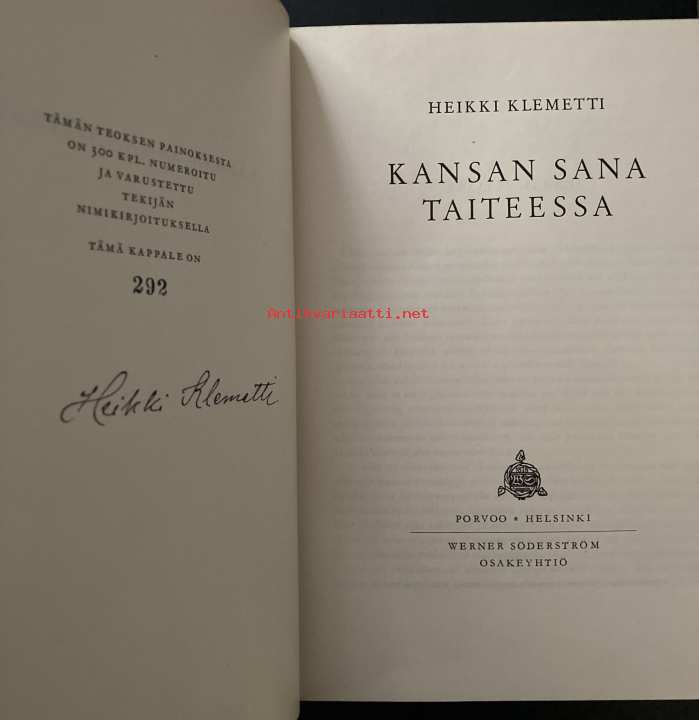 TÄMÄN TEOKSEN PAINOKSESTA
ON 300 KPL. NUMEROITU
JA VARUSTETTU
TEKIJÄN
NIMIKIRJOITUKSELLA
TÄMÄ KAPPALE ON
292
Heikki Klemetti
HEIKKI KLEMETTI
KANSAN SANA
TAITEESSA
Antikvariaatti.net
PORVOO * HELSINKI
WERNER SÖDERSTRÖM
OSAKEYHTIÖ